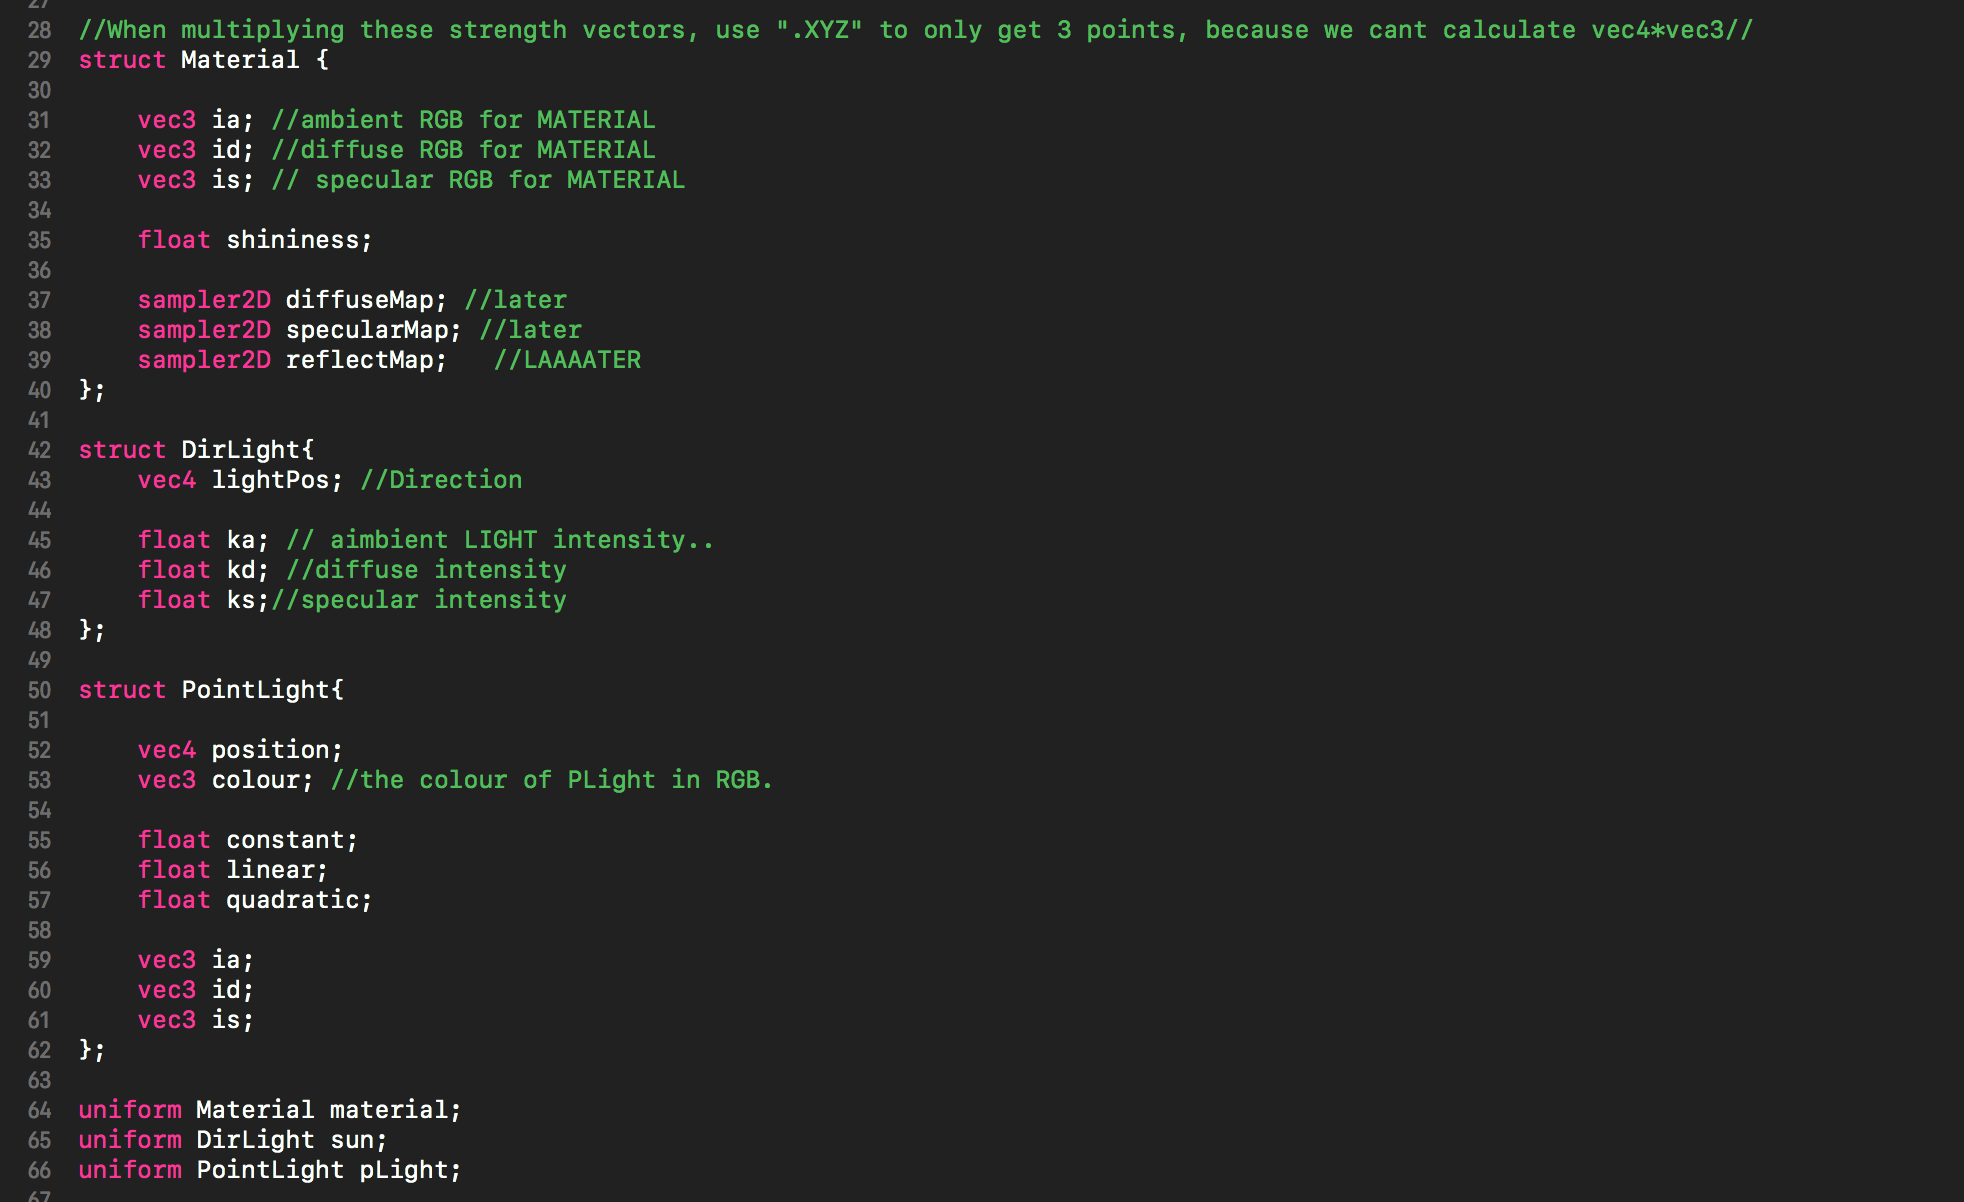 28 //When multiplying these strength vectors, use ".XYZ" to only get 3 points, because we cant calculate vec4*vec3//
29 struct Material {
30
31 vec3 ia; //ambient RGB for MATERIAL
32 vec3 id; //diffuse RGB for MATERIAL
33 vec3 is; // specular RGB for MATERIAL
34
35 float shininess;
36
37 sampler2D diffuseMap; //later
38 sampler2D specularMap; //later
39 sampler2D reflectMap; //LAAAATER
40 };
41
42 struct DirLight{
43 vec4 lightPos; //Direction
44
45 float ka; // aimbient LIGHT intensity..
46 float kd; //diffuse intensity
47 float ks;//specular intensity
48 };
49
50 struct PointLight{
51
52 vec4 position;
53 vec3 colour; //the colour of PLight in RGB.
54
55 float constant;
56 float linear;
57 float quadratic;
58
59 vec3 ia;
60 vec3 id;
61 vec3 is;
62 };
63
64 uniform Material material;
65 uniform DirLight sun;
66 uniform PointLight pLight;
67